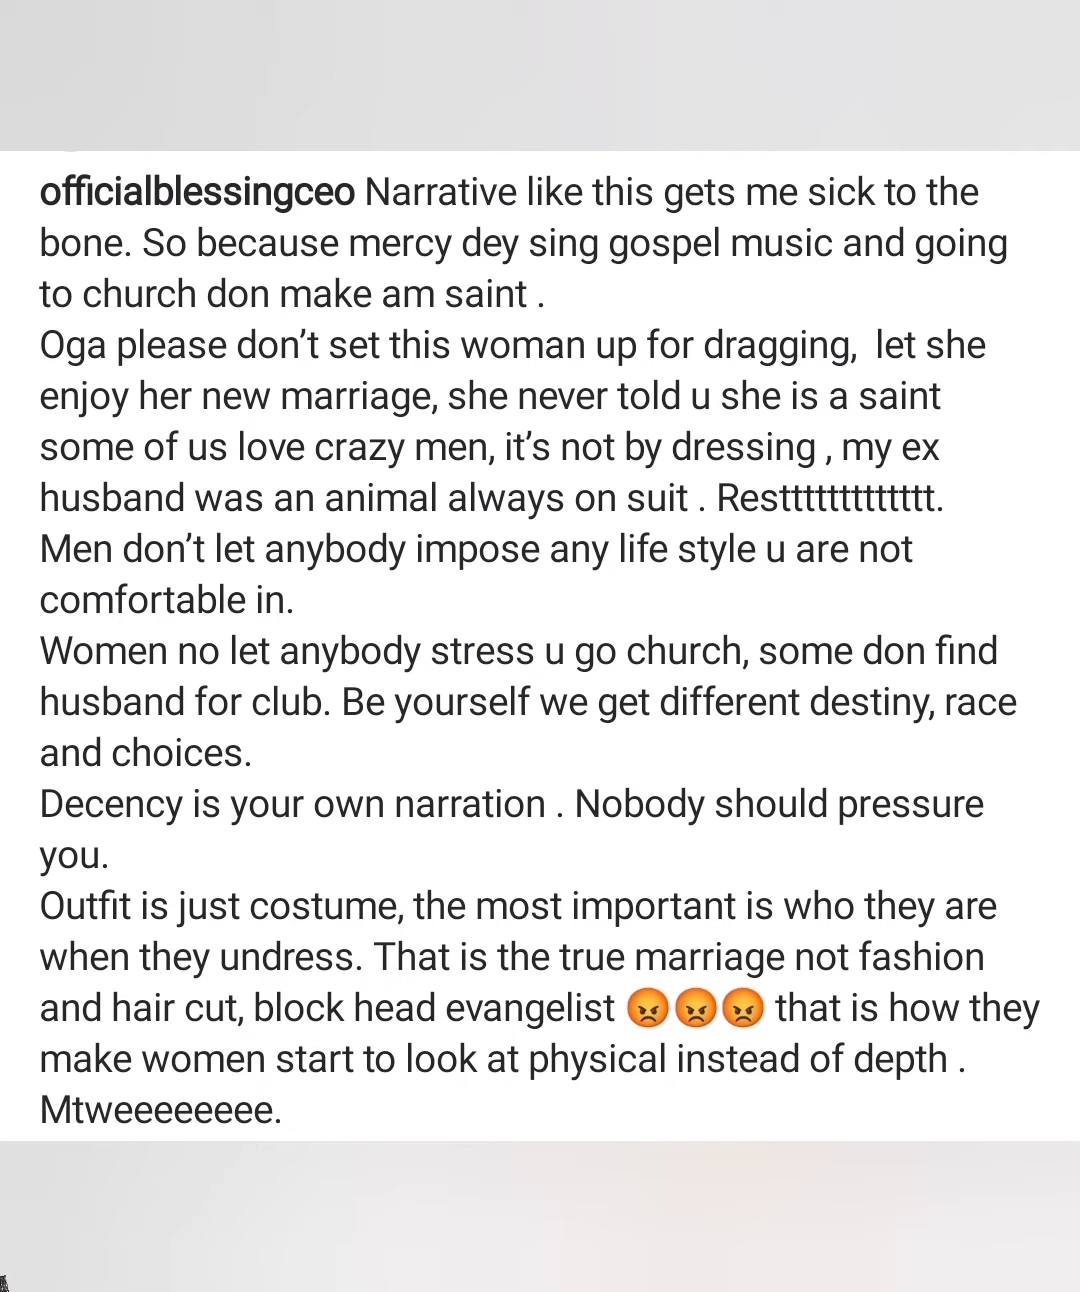 officialblessingceo Narrative like this gets me sick to the
bone. So because mercy dey sing gospel music and going
to church don make am saint .
Oga please don’t set this woman up for dragging,  let she
enjoy her new marriage, she never told u she is a saint
some of us love crazy men, it’s not by dressing , my ex
husband was an animal always on suit . Resttttttttttttt.
Men don’t let anybody impose any life style u are not
comfortable in.
Women no let anybody stress u go church, some don find
husband for club. Be yourself we get different destiny, race
and choices.
Decency is your own narration . Nobody should pressure
you.
Outfit is just costume, the most important is who they are
when they undress. That is the true marriage not fashion
and hair cut, block head evangelist 😡😡😡 that is how they
make women start to look at physical instead of depth .
Mtweeeeeeee.